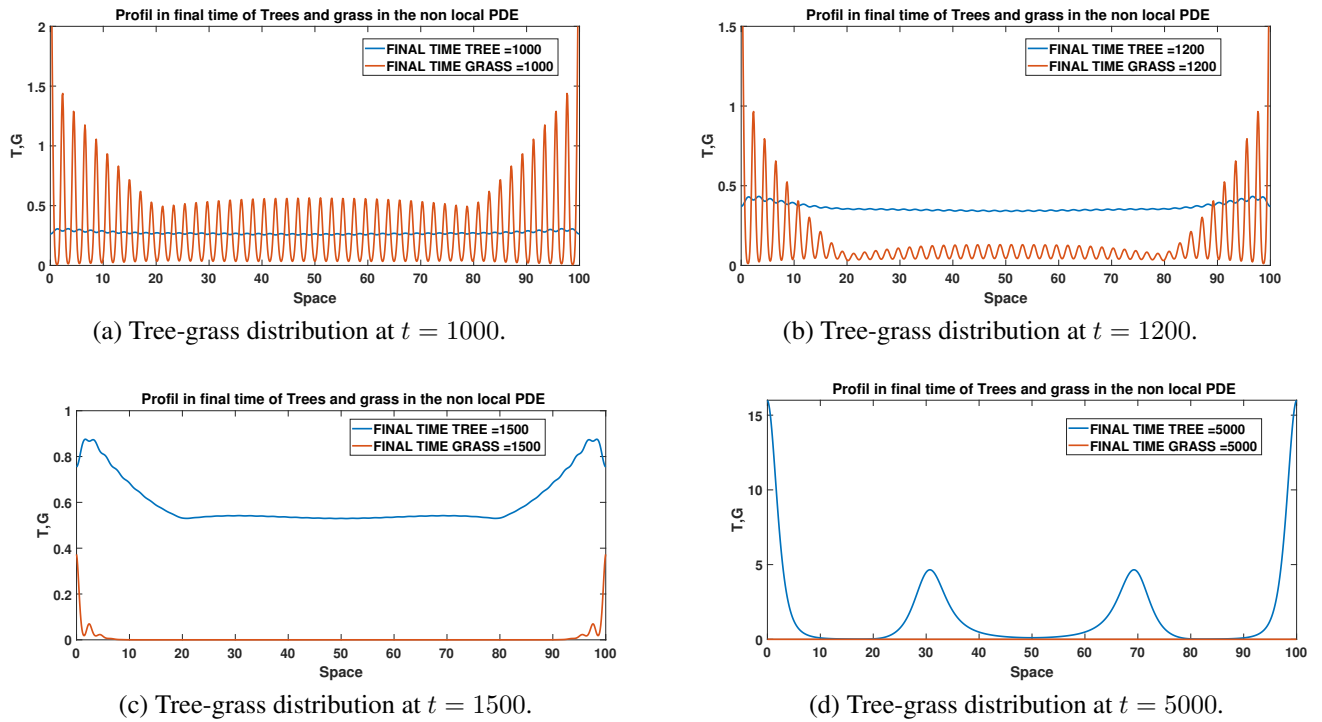 Profil in final time of Trees and grass in the non local PDE
2
1.5
1
0.5
0
T,G
FINAL TIME TREE =1000
FINAL TIME GRASS =1000
0 10 20 30 40 50 60 70 80 90 100
Space
(a) Tree-grass distribution at t = 1000.
Profil in final time of Trees and grass in the non local PDE
1.5
1
0.5
0
T,G
FINAL TIME TREE =1200
FINAL TIME GRASS =1200
0 10 20 30 40 50 60 70 80 90 100
Space
(b) Tree-grass distribution at t = 1200.
Profil in final time of Trees and grass in the non local PDE
1
0.8
0.6
0.4
0.2
0
T,G
FINAL TIME TREE =1500
FINAL TIME GRASS =1500
0 10 20 30 40 50 60 70 80 90 100
Space
(c) Tree-grass distribution at t = 1500.
Profil in final time of Trees and grass in the non local PDE
15
10
5
0
T,G
FINAL TIME TREE =5000
FINAL TIME GRASS =5000
0 10 20 30 40 50 60 70 80 90 100
Space
(d) Tree-grass distribution at t = 5000.